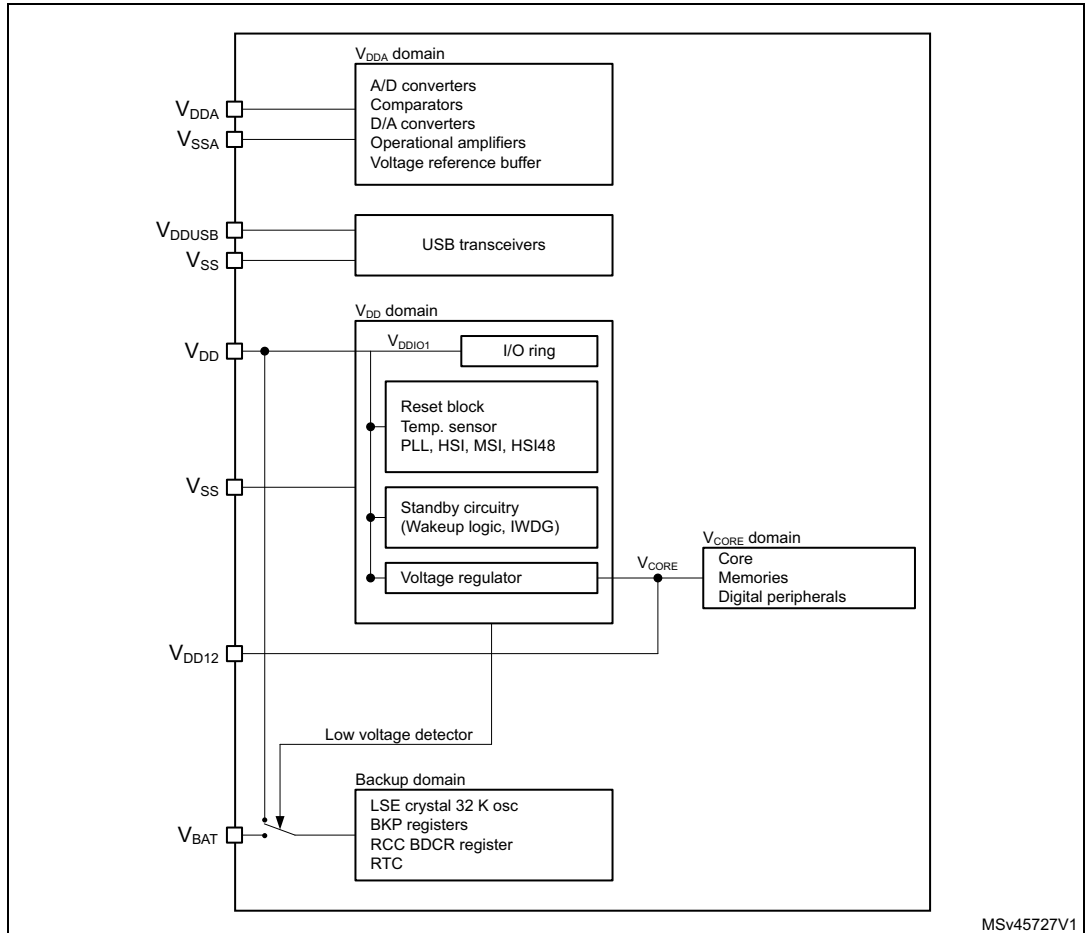 VDDA domain
A/D converters
Comparators
D/A converters
Operational amplifiers
Voltage reference buffer
VDDA
VSSA
VDDUSB
VSS
USB transceivers
VDD domain
VDD
VDDIO1
I/O ring
Reset block
Temp. sensor
PLL, HSI, MSI, HSI48
VSS
Standby circuitry
(Wakeup logic, IWDG)
Voltage regulator
VCORE
VCORE domain
Core
Memories
Digital peripherals
VDD12
Low voltage detector
Backup domain
LSE crystal 32 K osc
BKP registers
RCC BDCR register
RTC
VBAT
MSv45727V1